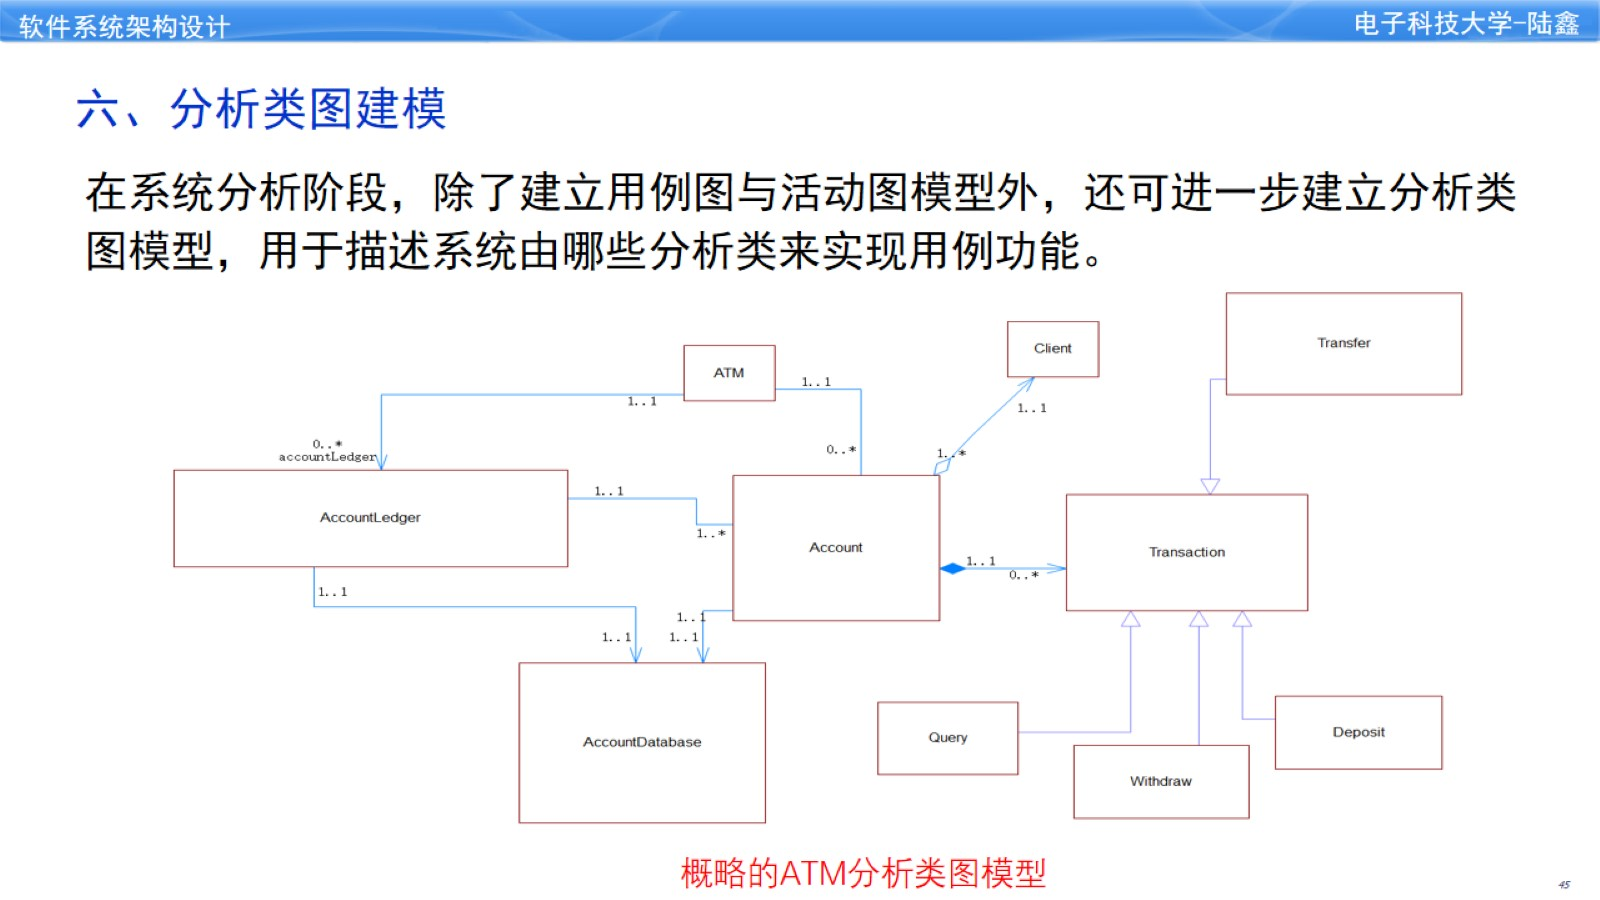 软件系统架构设计
电子科技大学-陆鑫
六、分析类图建模
在系统分析阶段，除了建立用例图与活动图模型外，还可进一步建立分析类
图模型，用于描述系统由哪些分析类来实现用例功能。
Transfer
Client
ATM
1..1
1..1
1..1
0..*
accountLedger
0..*
1..*
1..1
AccountLedger
1..*
Account
Transaction
1..1
0..*
1..1
1..1
1..1
1..1
AccountDatabase
Query
Deposit
Withdraw
概略的ATM分析类图模型
45